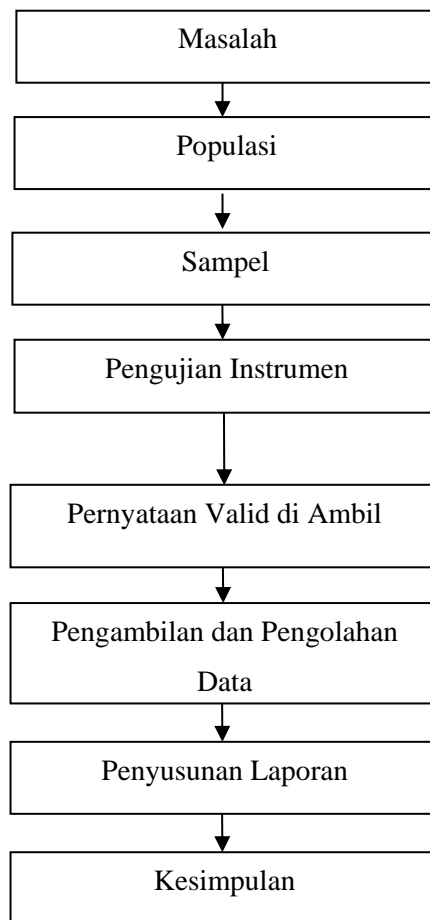 Masalah
Populasi
Sampel
Pengujian Instrumen
Pernyataan Valid di Ambil
Pengambilan dan Pengolahan
Data
Penyusunan Laporan
Kesimpulan